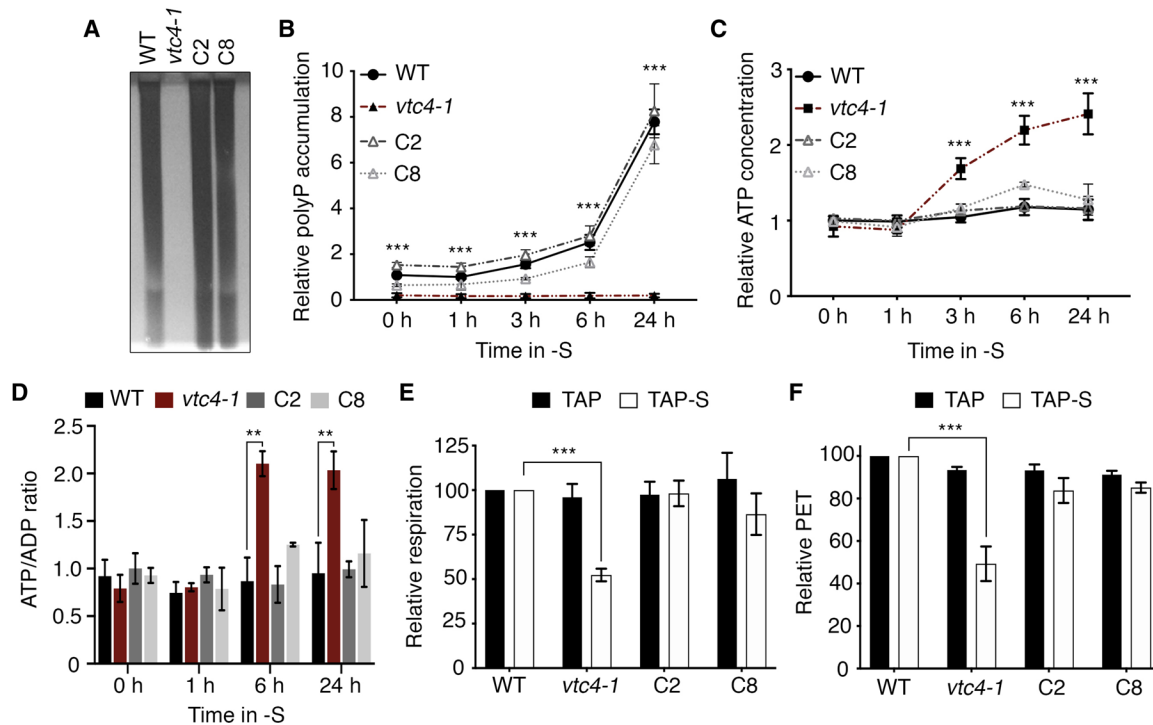 A
WT
vtc4-1
C2
C8
B
Relative polyP accumulation
10
8
6
4
2
0
WT
vtc4-1
C2
C8
***
***
***
***
***
0 h 1 h 3 h 6 h 24 h
Time in -S
C
Relative ATP concentration
3
2
1
0
WT
vtc4-1
C2
C8
***
***
***
0 h 1 h 3 h 6 h 24 h
Time in -S
D
WT vtc4-1 C2 C8
ATP/ADP ratio
2.5
2.0
1.5
1.0
0.5
0
** **
0 h 1 h 6 h 24 h
Time in -S
E
TAP TAP-S
Relative respiration
125
100
75
50
25
0
***
WT vtc4-1 C2 C8
F
TAP TAP-S
Relative PET
100
80
60
40
20
0
***
WT vtc4-1 C2 C8